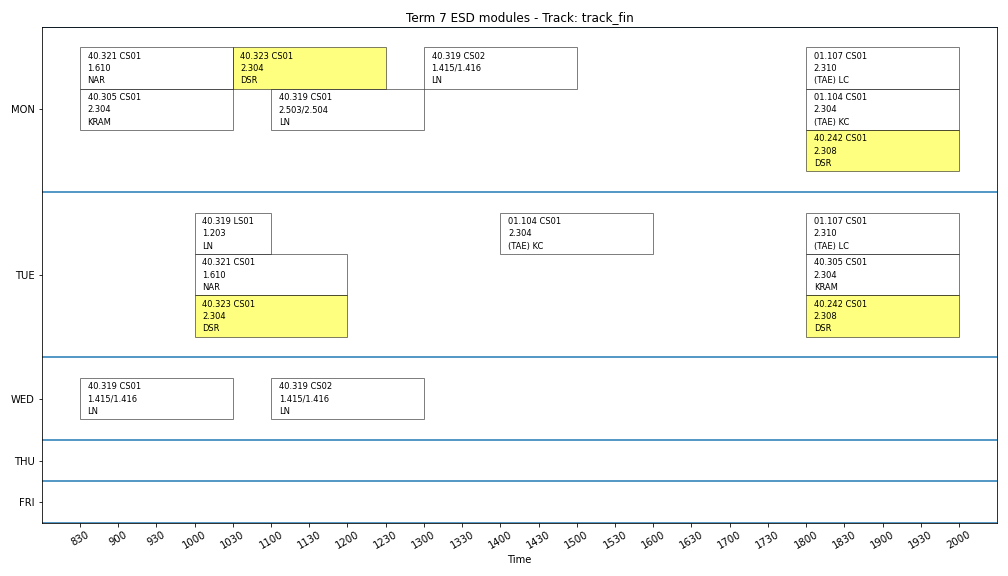 Term 7 ESD modules - Track: track_fin
MON
40.321 CS01
1.610
NAR
40.323 CS01
2.304
DSR
40.319 CS02
1.415/1.416
LN
01.107 CS01
2.310
(TAE) LC
40.305 CS01
2.304
KRAM
40.319 CS01
2.503/2.504
LN
01.104 CS01
2.304
(TAE) KC
40.242 CS01
2.308
DSR
TUE
40.319 LS01
1.203
LN
01.104 CS01
2.304
(TAE) KC
01.107 CS01
2.310
(TAE) LC
40.321 CS01
1.610
NAR
40.305 CS01
2.304
KRAM
40.323 CS01
2.304
DSR
40.242 CS01
2.308
DSR
WED
40.319 CS01
1.415/1.416
LN
40.319 CS02
1.415/1.416
LN
THU
FRI
830 900 930 1000 1030 1100 1130 1200 1230 1300 1330 1400 1430 1500 1530 1600 1630 1700 1730 1800 1830 1900 1930 2000
Time